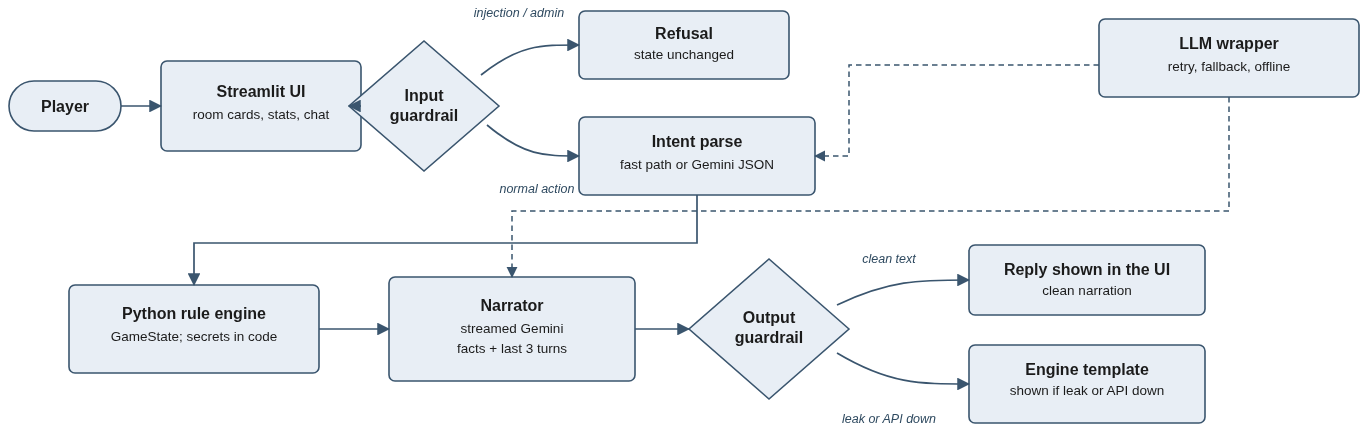 Player
Streamlit UI
room cards, stats, chat
Input
guardrail
injection / admin
Refusal
state unchanged
normal action
Intent parse
fast path or Gemini JSON
LLM wrapper
retry, fallback, offline
Python rule engine
GameState; secrets in code
Narrator
streamed Gemini
facts + last 3 turns
Output
guardrail
clean text
Reply shown in the UI
clean narration
leak or API down
Engine template
shown if leak or API down